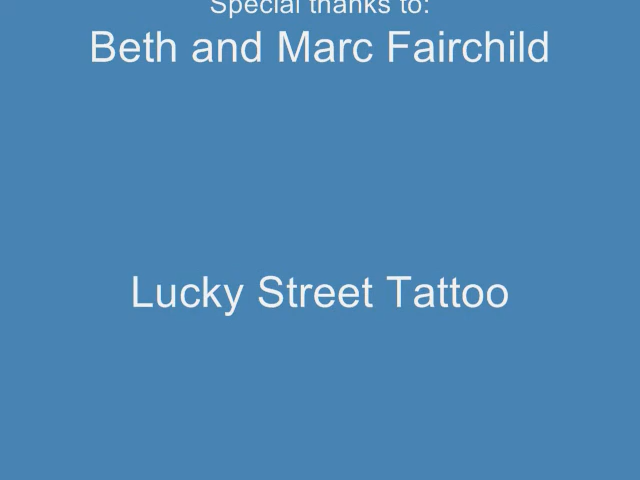 Special thanks to:
Beth and Marc Fairchild
Lucky Street Tattoo